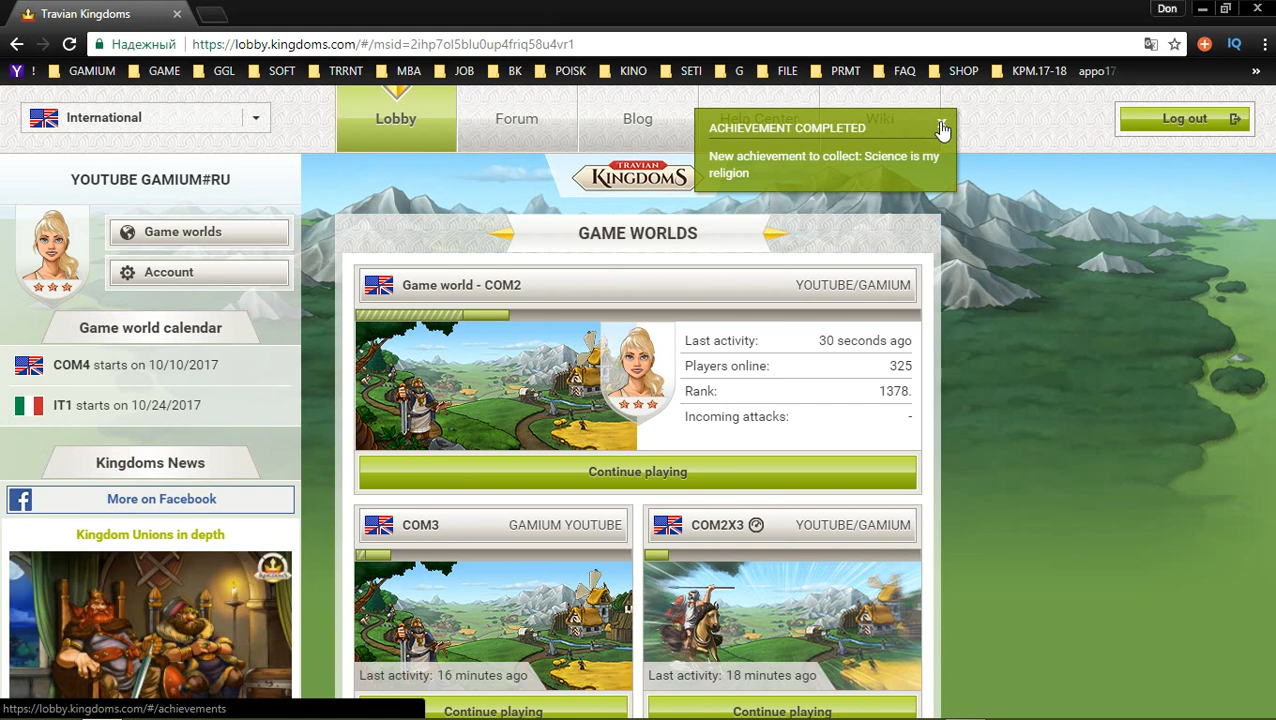 Travian Kingdoms
Don
Надежный
https://lobby.kingdoms.com/#/msid=2ihp7ol5blu0up4friq58u4vr1
IQ
Y !
GAMIUM
GAME
GGL
SOFT
TRRNT
MBA
JOB
BK
POISK
KINO
SETI
G
FILE
PRMT
FAQ
SHOP
KPM.17-18
appo17
»
International
Lobby
Forum
Blog
Help Center
Wiki
Log out
ACHIEVEMENT COMPLETED
New achievement to collect: Science is my
religion
TRAVIAN
KINGDOMS
YOUTUBE GAMIUM#RU
Game worlds
Account
Game world calendar
COM4 starts on 10/10/2017
IT1 starts on 10/24/2017
Kingdoms News
More on Facebook
Kingdom Unions in depth
KINGDOMS
GAME WORLDS
Game world - COM2
YOUTUBE/GAMIUM
Last activity: 30 seconds ago
Players online: 325
Rank: 1378.
Incoming attacks: -
Continue playing
COM3
GAMIUM YOUTUBE
Last activity: 16 minutes ago
Continue playing
COM2X3
YOUTUBE/GAMIUM
Last activity: 18 minutes ago
Continue playing
https://lobby.kingdoms.com/#/achievements